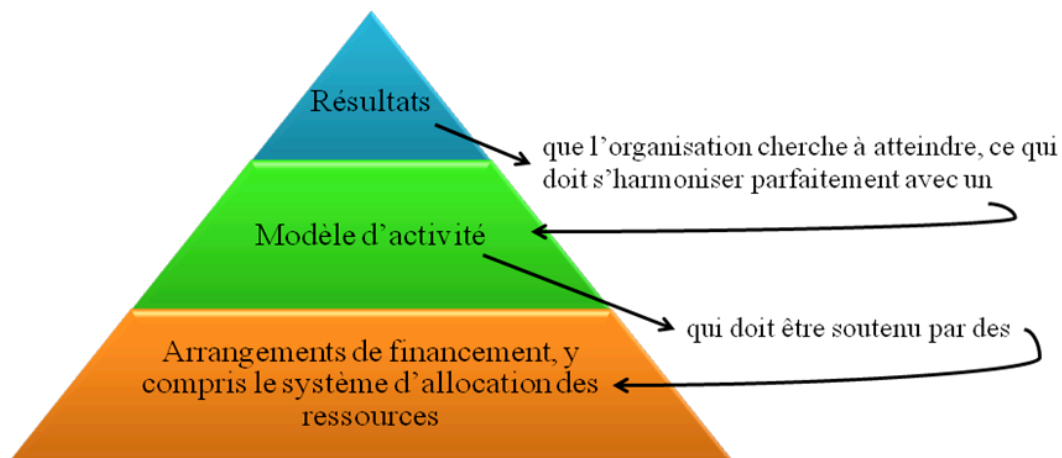 Résultats
que l’organisation cherche à atteindre, ce qui
doit s’harmoniser parfaitement avec un
Modèle d’activité
qui doit être soutenu par des
Arrangements de financement, y
compris le système d’allocation des
ressources